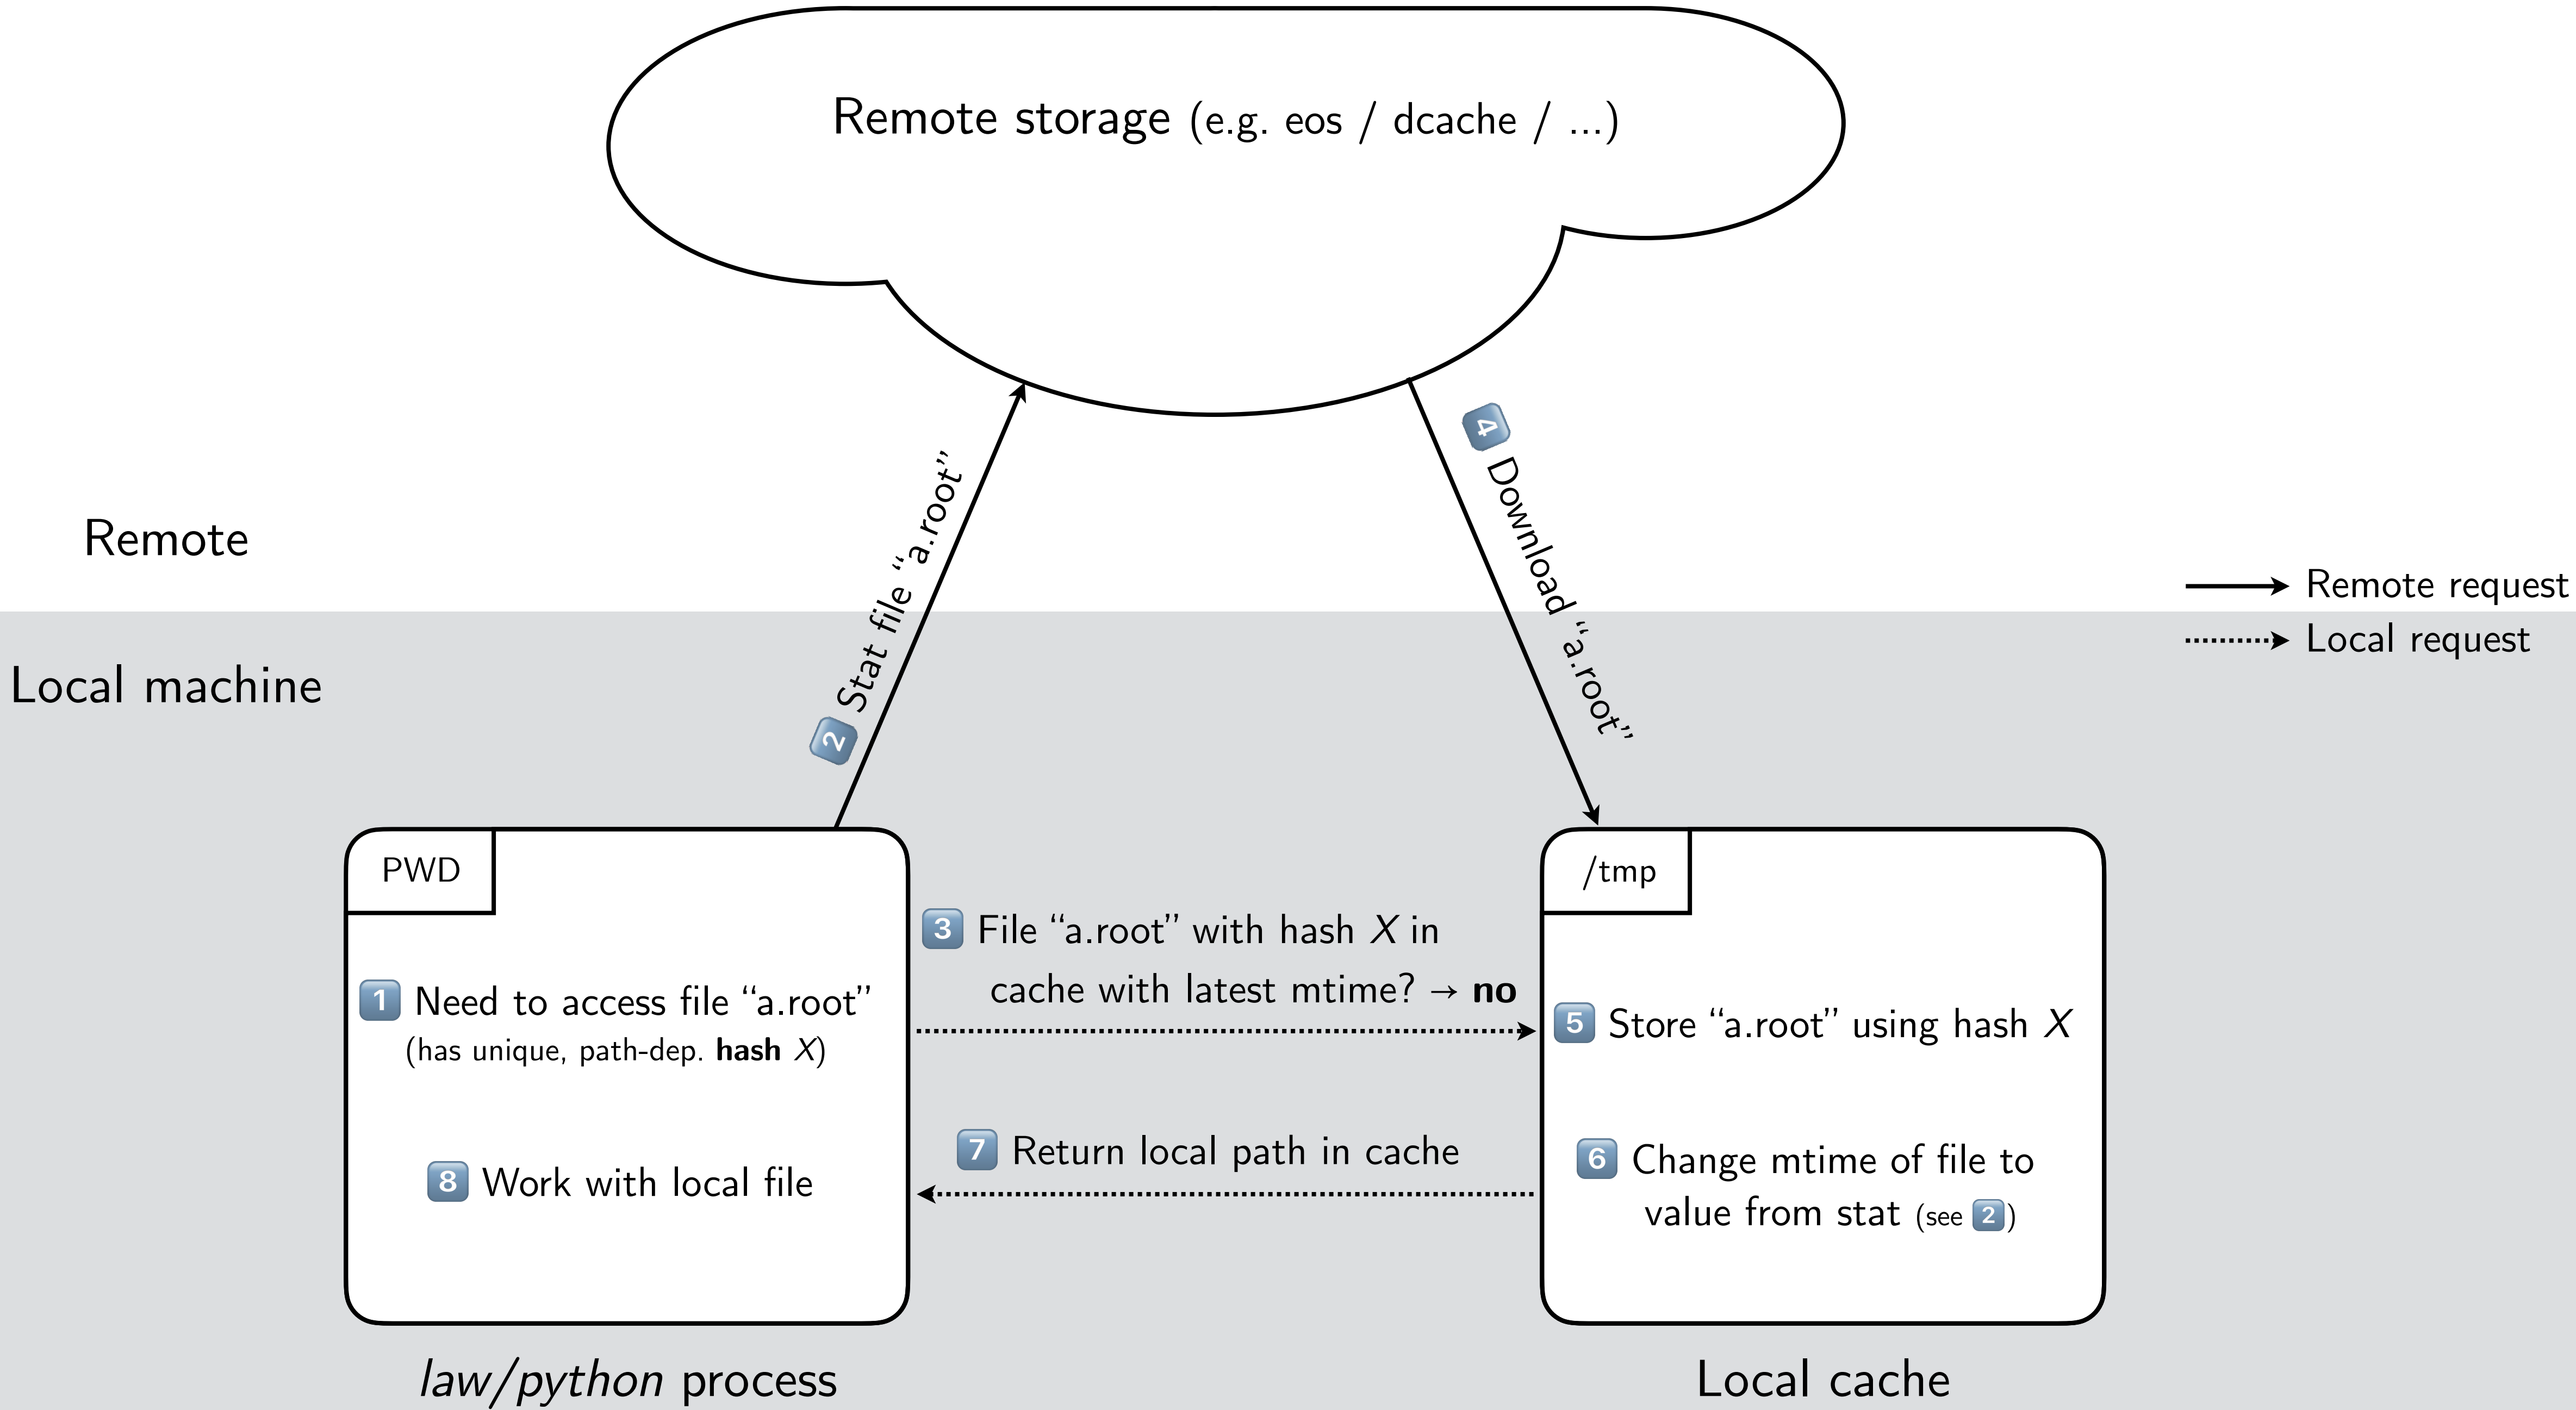 Remote storage (e.g. eos / dcache / ...)
2 Stat file “a.root”
4 Download “a.root”
Remote
Remote request
Local request
Local machine
PWD
1 Need to access file “a.root”
(has unique, path-dep. hash X)
8 Work with local file
3 File “a.root” with hash X in
cache with latest mtime? → no
7 Return local path in cache
/tmp
5 Store “a.root” using hash X
6 Change mtime of file to
value from stat (see 2)
law/python process
Local cache